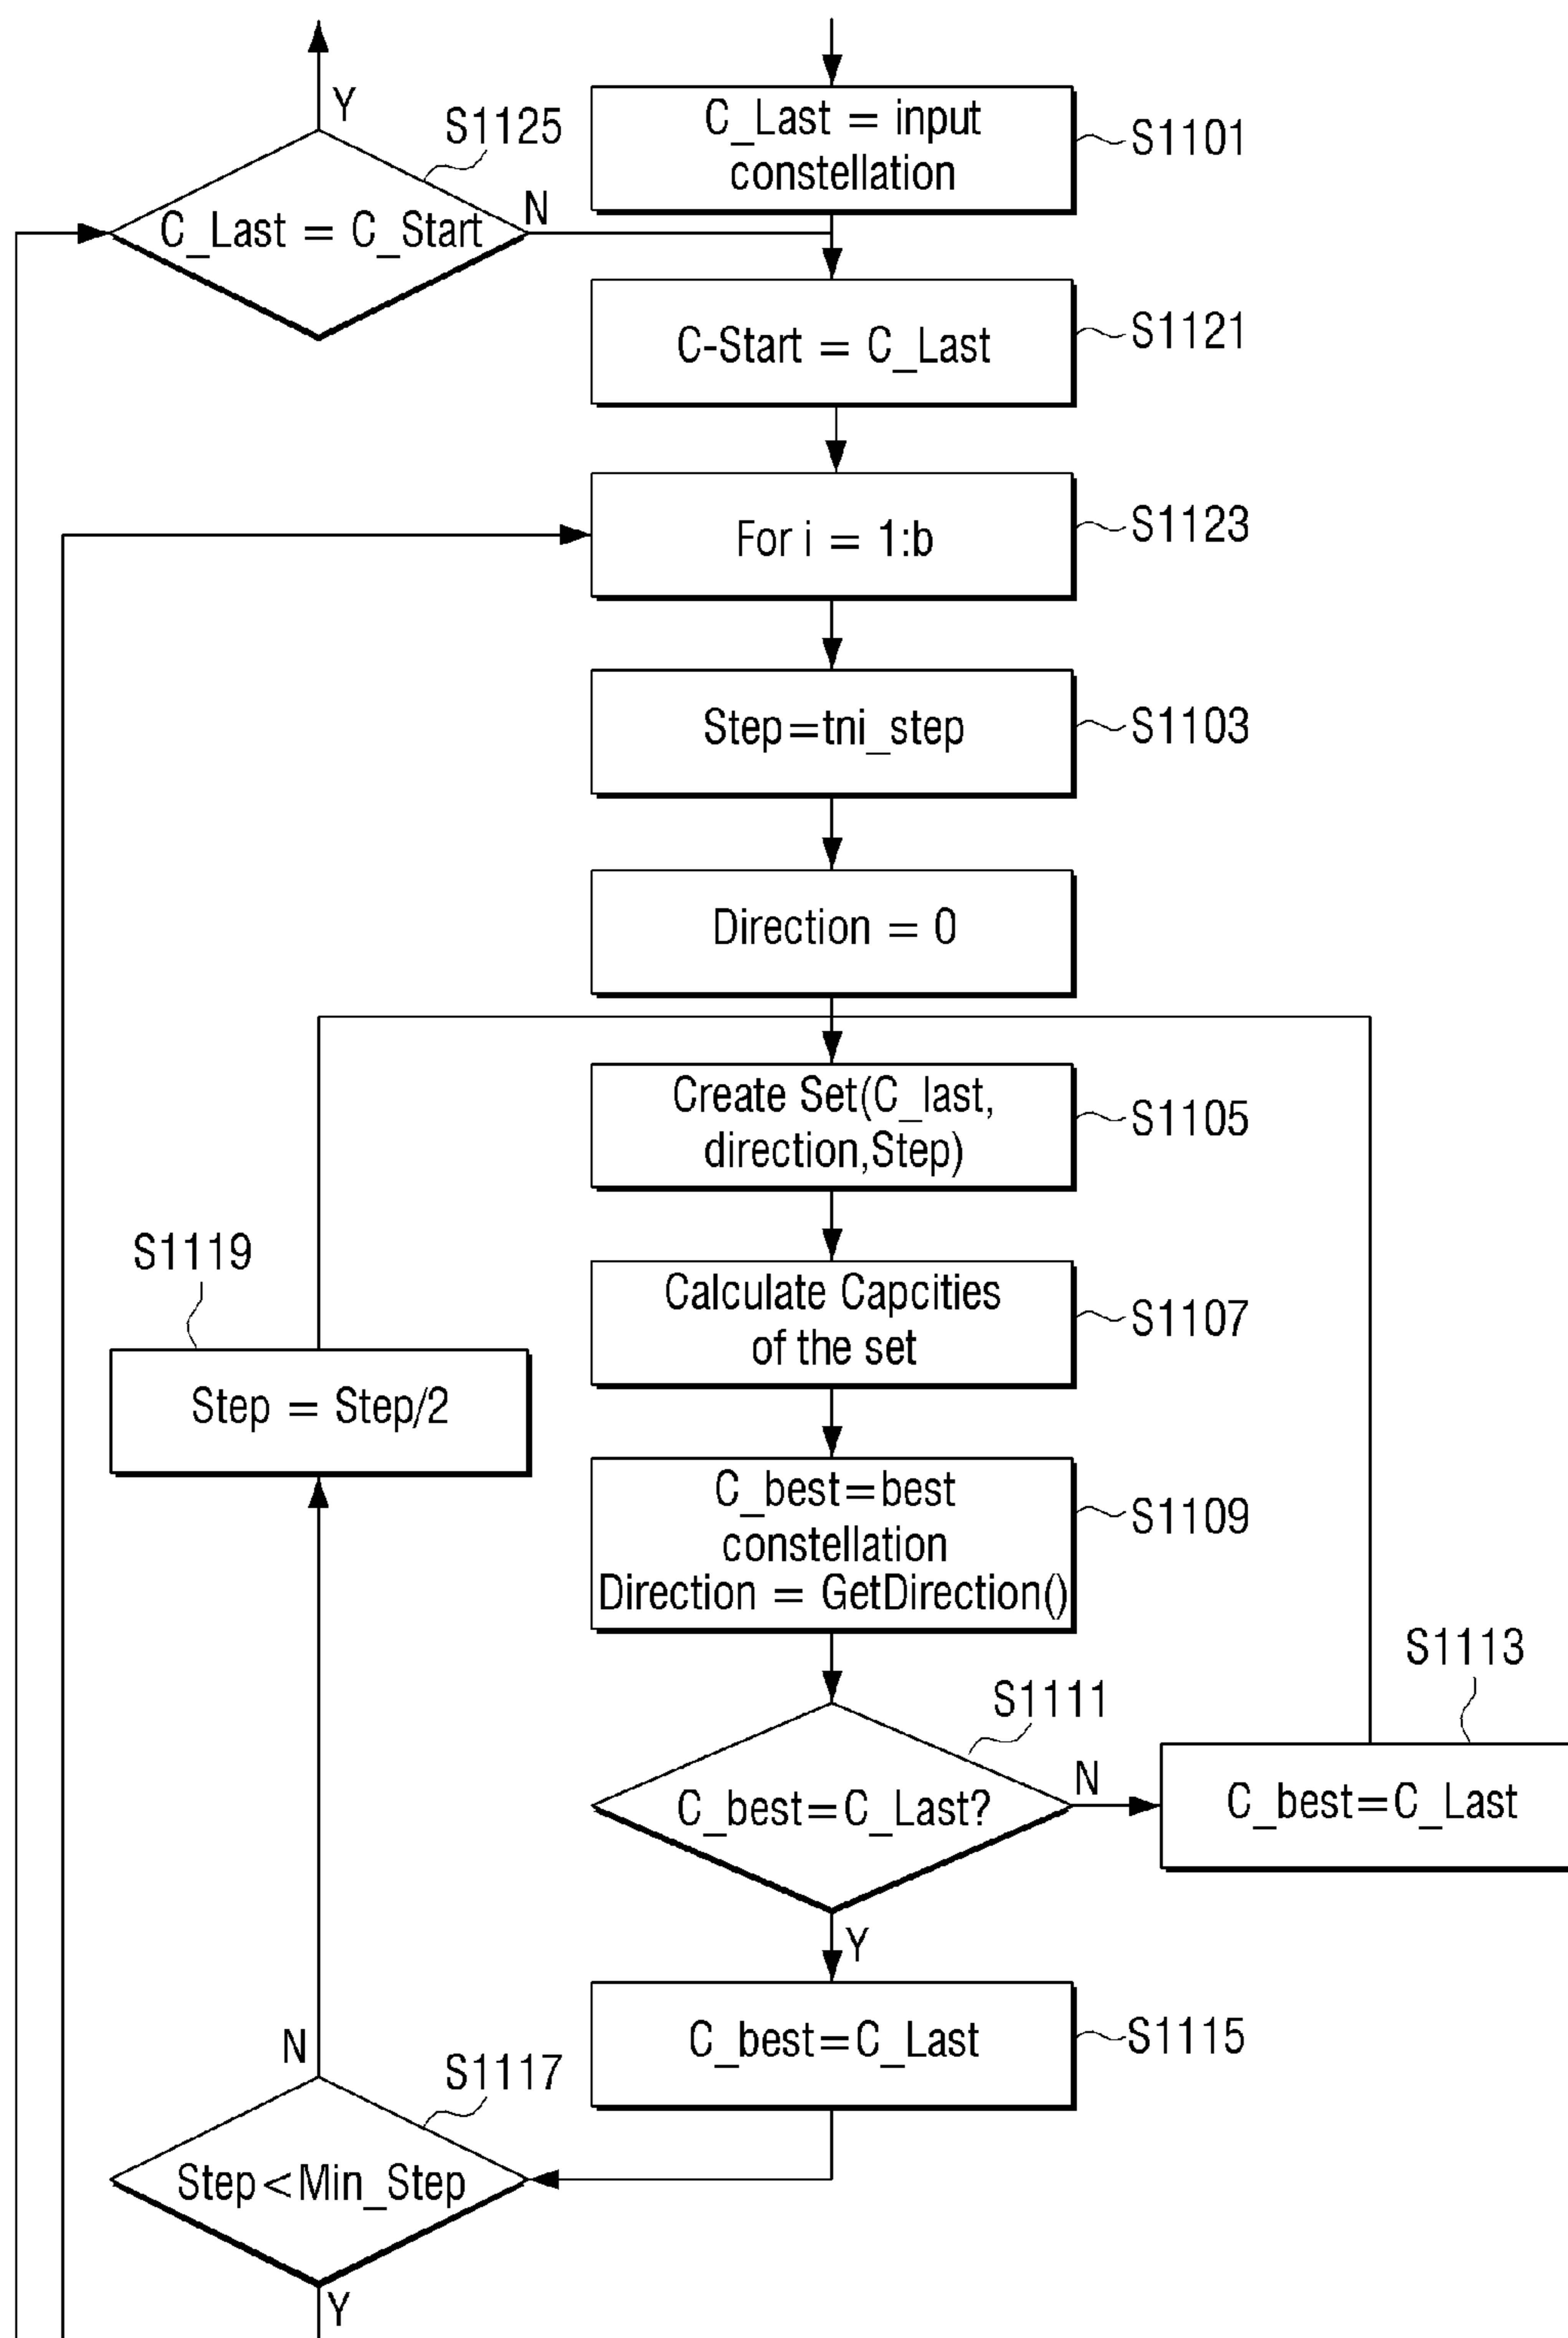 Y
S1125
C_Last = C_Start
N
C_Last = input
constellation
S1101
C-Start = C_Last
S1121
For i = 1:b
S1123
Step=tni_step
S1103
Direction = 0
Create Set(C_last,
direction,Step)
S1105
S1119
Step = Step/2
Calculate Capcities
of the set
S1107
C_best=best
constellation
Direction = GetDirection()
S1109
S1111
C_best=C_Last?
N
S1113
C_best=C_Last
Y
C_best=C_Last
S1115
N
S1117
Step<Min_Step
Y